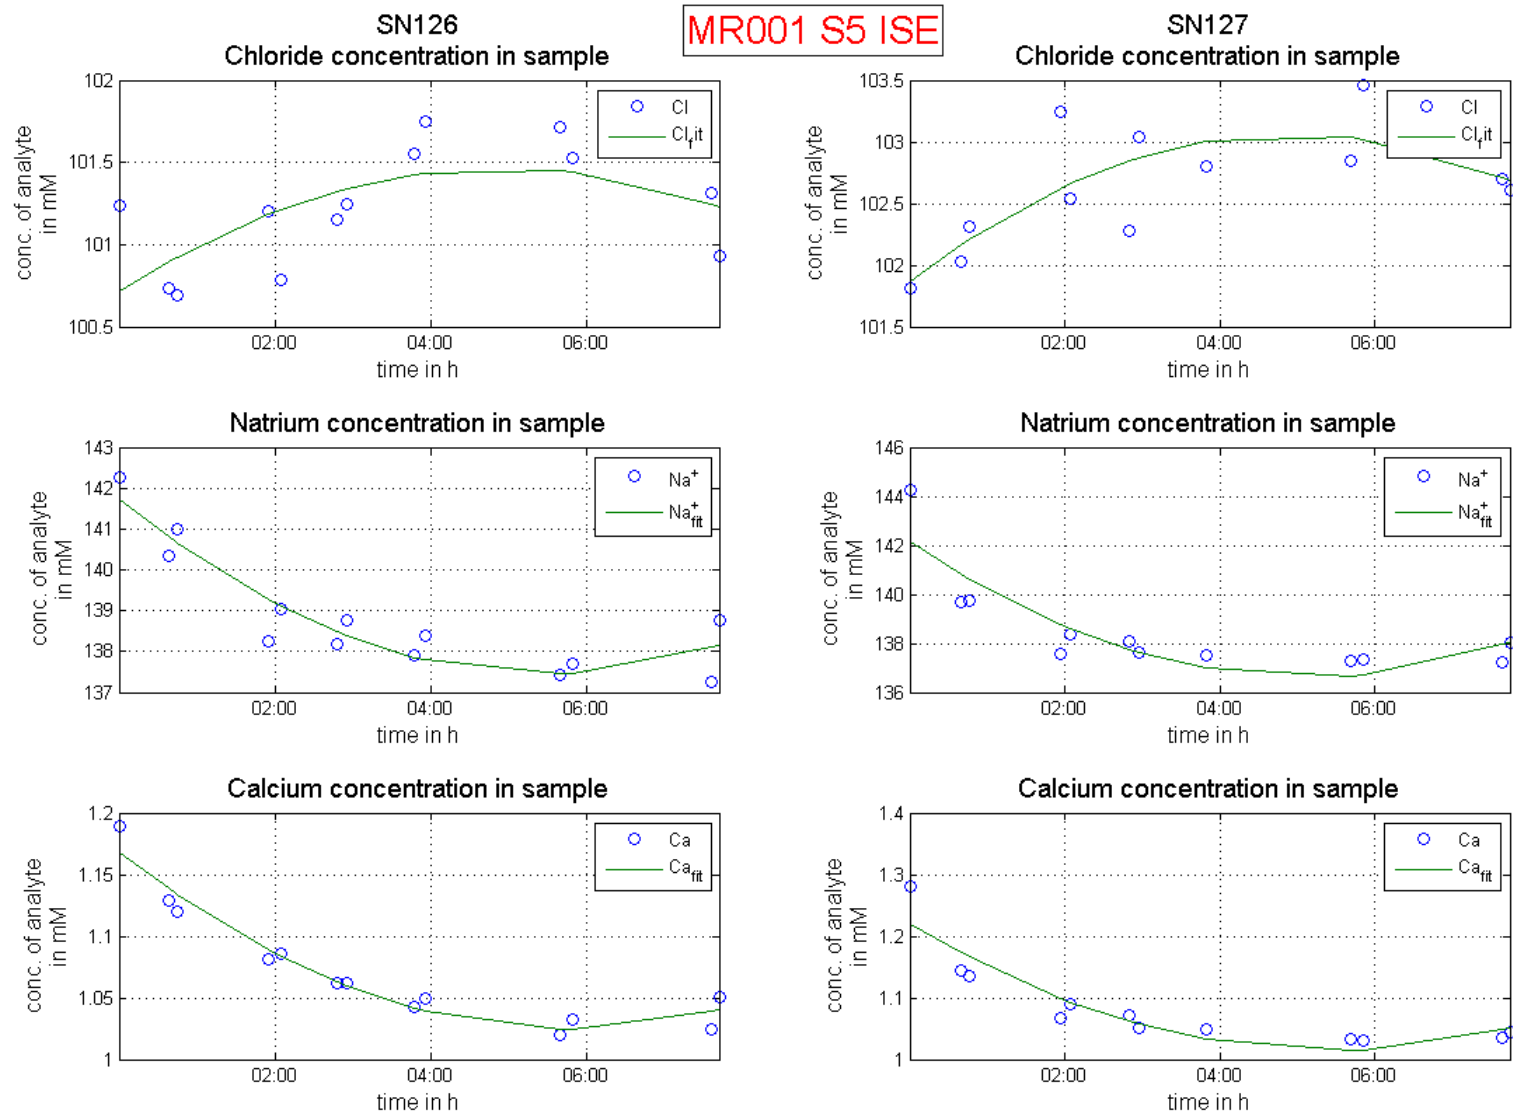 MR001 S5 ISE
SN126
Chloride concentration in sample
conc. of analyte
in mM
102
101.5
101
100.5
02:00
04:00
06:00
time in h
Cl
Cl_fit
SN127
Chloride concentration in sample
conc. of analyte
in mM
103.5
103
102.5
102
101.5
02:00
04:00
06:00
time in h
Cl
Cl_fit
Natrium concentration in sample
conc. of analyte
in mM
143
142
141
140
139
138
137
02:00
04:00
06:00
time in h
Na+
Na+fit
Natrium concentration in sample
conc. of analyte
in mM
146
144
142
140
138
136
02:00
04:00
06:00
time in h
Na+
Na+fit
Calcium concentration in sample
conc. of analyte
in mM
1.2
1.15
1.1
1.05
1
02:00
04:00
06:00
time in h
Ca
Cafit
Calcium concentration in sample
conc. of analyte
in mM
1.4
1.3
1.2
1.1
1
02:00
04:00
06:00
time in h
Ca
Cafit